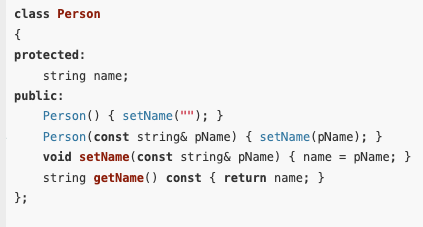 class Person
{
protected:
    string name;
public:
    Person() { setName(""); }
    Person(const string& pName) { setName(pName); }
    void setName(const string& pName) { name = pName; }
    string getName() const { return name; }
};